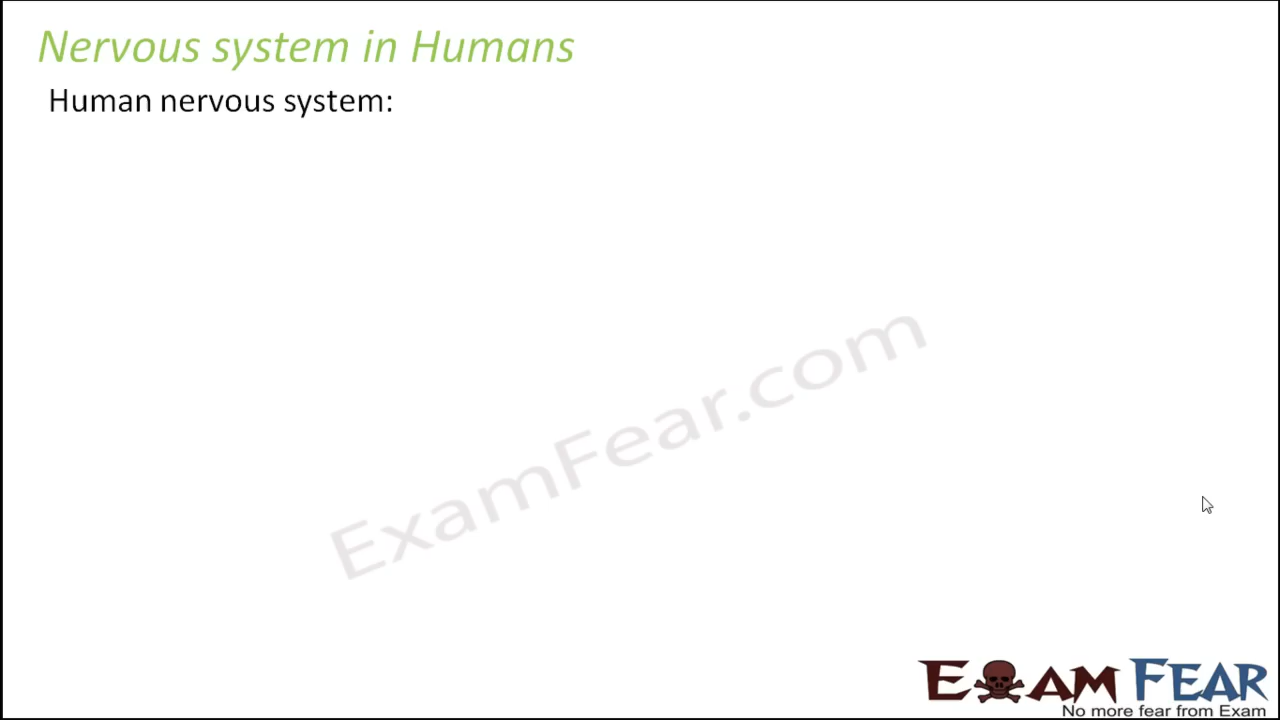 Nervous system in Humans
Human nervous system:
ExamFear.com
EXAM FEAR
No more fear from Exam